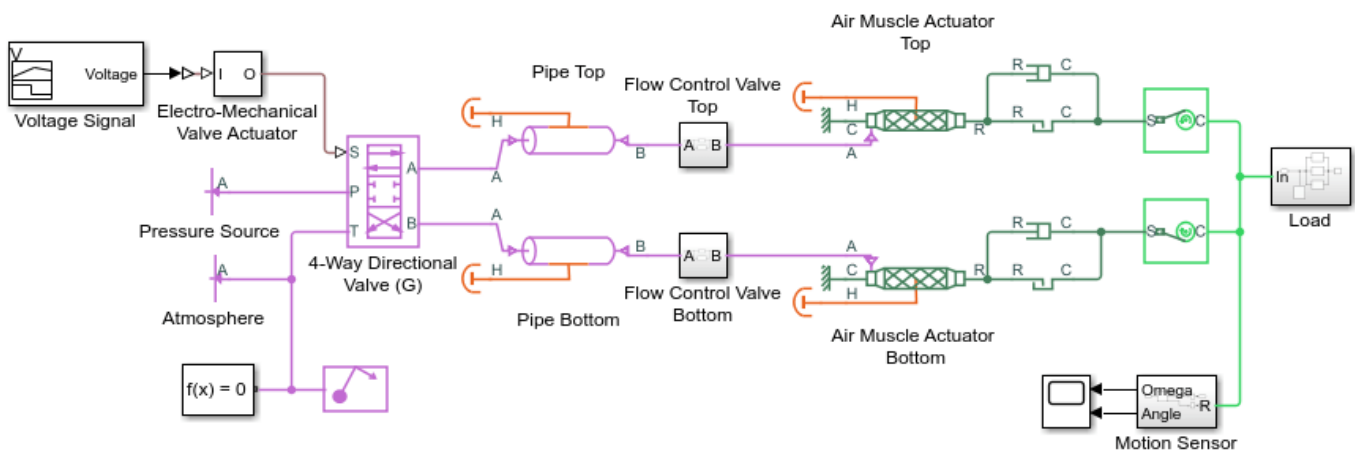 V
Voltage
Voltage Signal
I
O
Electro-Mechanical
Valve Actuator
S
P
T
A
B
4-Way Directional
Valve (G)
A
Pressure Source
A
Atmosphere
f(x) = 0
Pipe Top
H
A
B
A
H
B
Pipe Bottom
Flow Control Valve
Top
A
B
A
B
Flow Control Valve
Bottom
Air Muscle Actuator
Top
H
C
A
R
R
C
R
C
S
C
A
C
H
R
R
C
R
C
S
C
Air Muscle Actuator
Bottom
In
Load
Omega
Angle
R
Motion Sensor